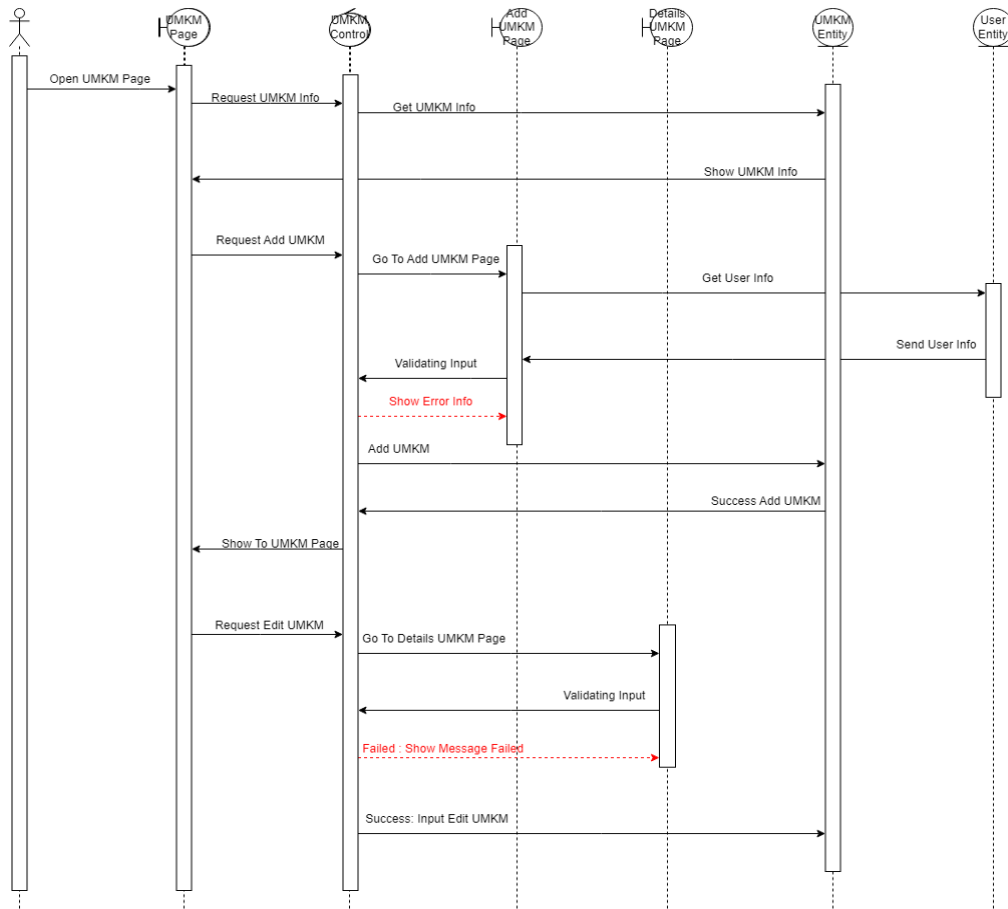 UMKM
Page
UMKM
Control
Add
UMKM
Page
Details
UMKM
Page
UMKM
Entity
User
Entity
Open UMKM Page
Request UMKM Info
Get UMKM Info
Show UMKM Info
Request Add UMKM
Go To Add UMKM Page
Get User Info
Send User Info
Validating Input
Show Error Info
Add UMKM
Success Add UMKM
Show To UMKM Page
Request Edit UMKM
Go To Details UMKM Page
Validating Input
Failed : Show Message Failed
Success: Input Edit UMKM